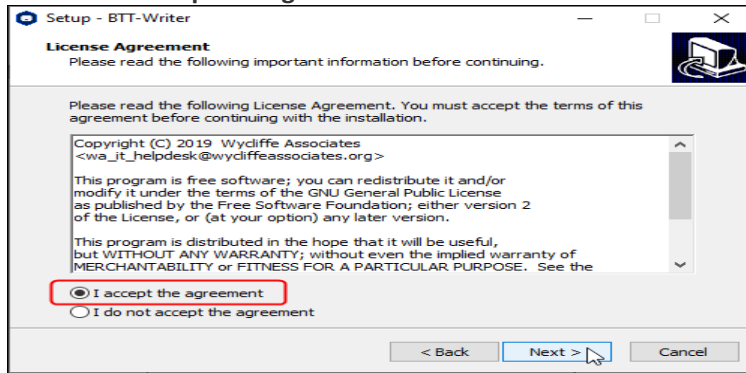 Setup - BTT-Writer
License Agreement
Please read the following important information before continuing.
Please read the following License Agreement. You must accept the terms of this
agreement before continuing with the installation.
Copyright (C) 2019 Wycliffe Associates
<wa_it_helpdesk@wycliffeassociates.org>
This program is free software; you can redistribute it and/or
modify it under the terms of the GNU General Public License
as published by the Free Software Foundation; either version 2
of the License, or (at your option) any later version.
This program is distributed in the hope that it will be useful,
but WITHOUT ANY WARRANTY; without even the implied warranty of
MERCHANTABILITY or FITNESS FOR A PARTICULAR PURPOSE. See the
I accept the agreement
I do not accept the agreement
< Back
Next >
Cancel